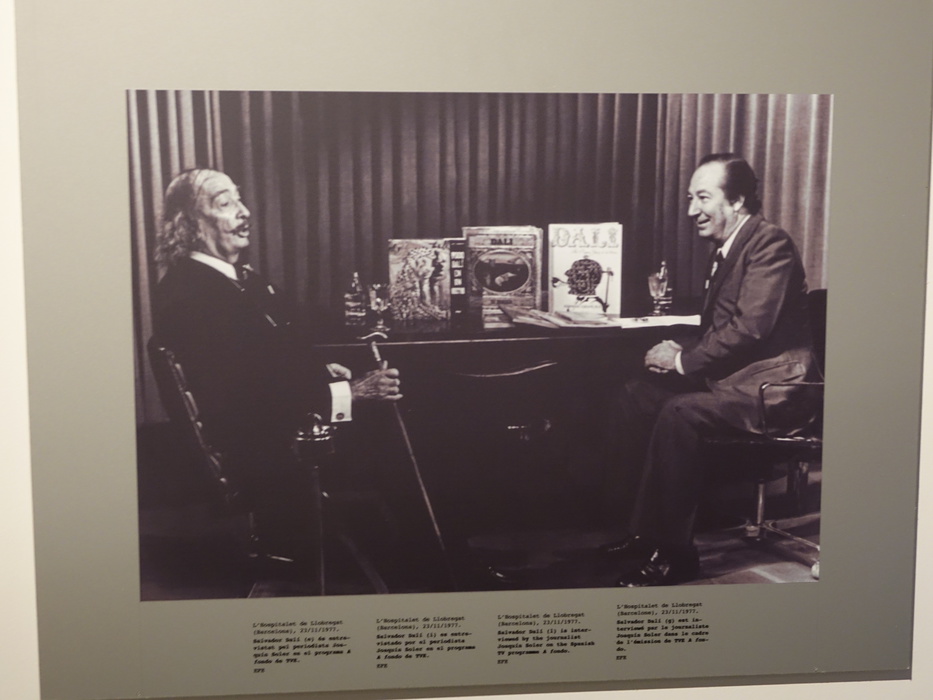 DALI
DALI
L'Hospitalet de Llobregat
(Barcelona), 23/11/1977.
Salvador Dalí (e) és entre-
vistat pel periodista Joa-
quín Soler en el programa A
fondo de TVE.
EFE
L'Hospitalet de Llobregat
(Barcelona), 23/11/1977.
Salvador Dalí (i) es entre-
vistado por el periodista
Joaquín Soler en el programa
A fondo de TVE.
EFE
L'Hospitalet de Llobregat
(Barcelona), 23/11/1977.
Salvador Dalí (l) is inter-
viewed by the journalist
Joaquín Soler on the Spanish
TV programme A fondo.
EFE
L'Hospitalet de Llobregat
(Barcelona), 23/11/1977.
Salvador Dalí (g) est in-
terviewé par le journaliste
Joaquín Soler dans le cadre
de l'émission de TVE A fon-
do.
EFE